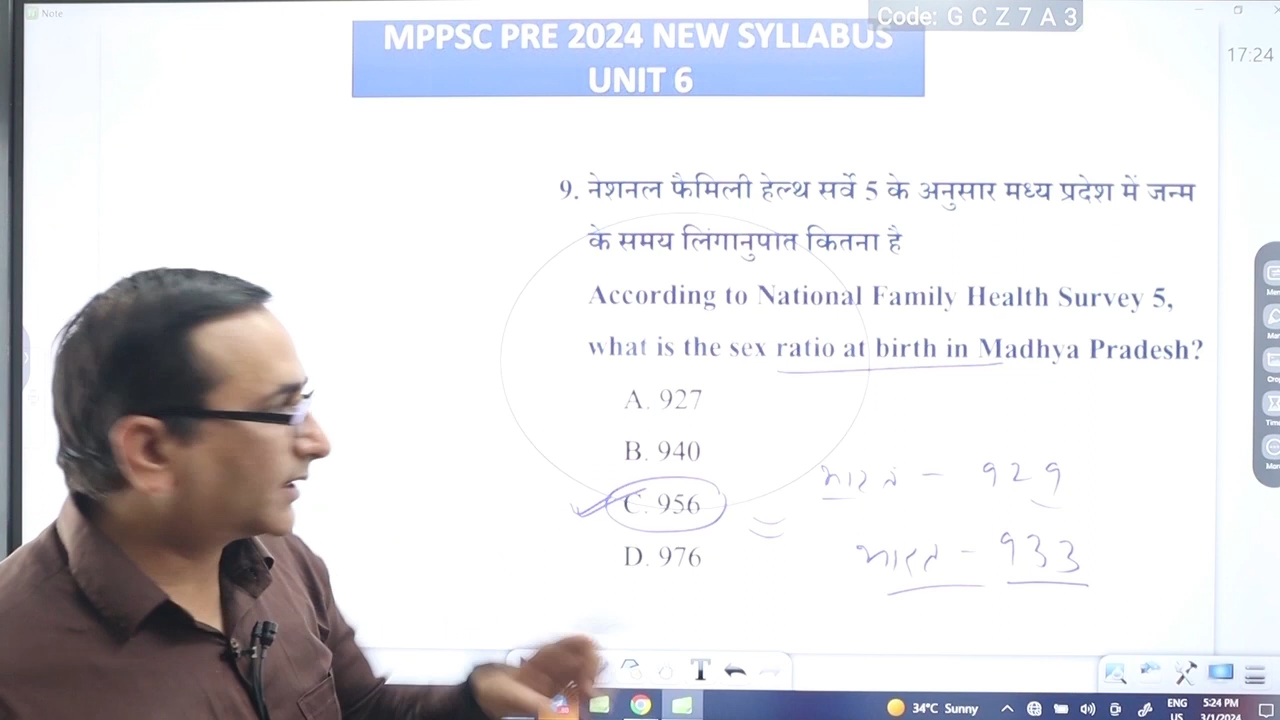 Note
Code: G C Z 7 A 3
MPPSC PRE 2024 NEW SYLLABUS
UNIT 6
17:24
9. नेशनल फैमिली हेल्थ सर्वे 5 के अनुसार मध्य प्रदेश में जन्म
के समय लिंगानुपात कितना है
According to National Family Health Survey 5,
what is the sex ratio at birth in Madhya Pradesh?
A. 927
B. 940
C. 956
D. 976
भारत - 929
भारत - 933
T
34°C Sunny
ENG
US
5:24 PM
3/1/2024